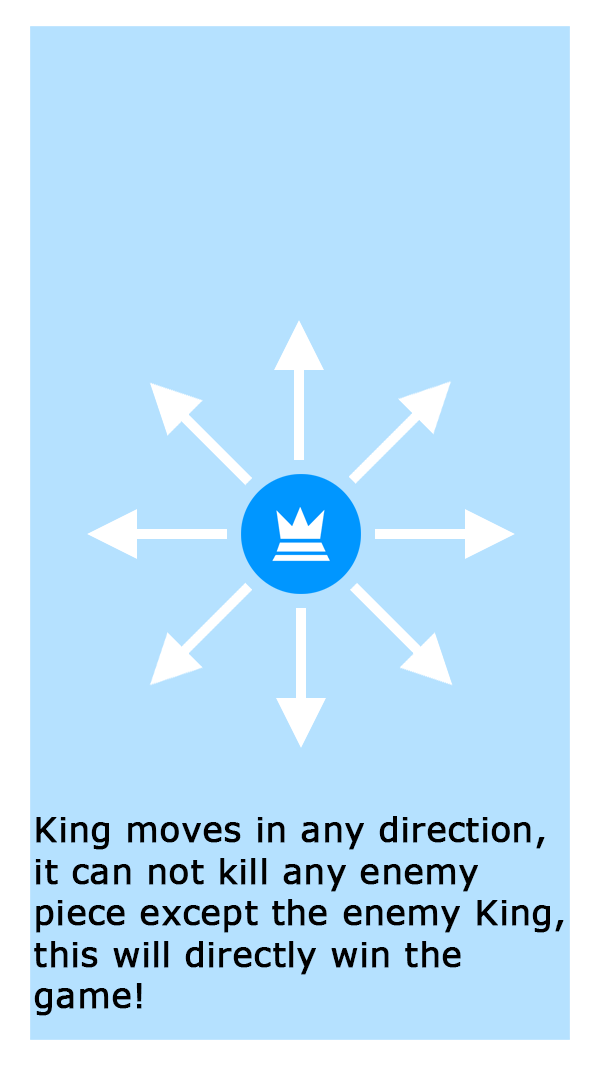 King moves in any direction,
it can not kill any enemy
piece except the enemy King,
this will directly win the
game!